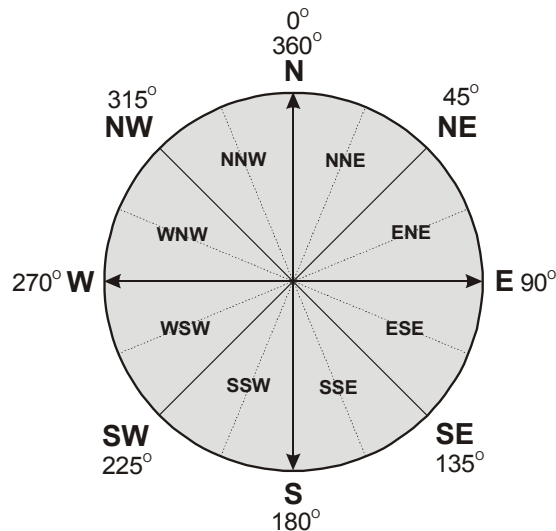 0°
360°
N
315°
NW
45°
NE
NNW
NNE
WNW
ENE
270° W
E 90°
WSW
ESE
SSW
SSE
SW
225°
SE
135°
S
180°